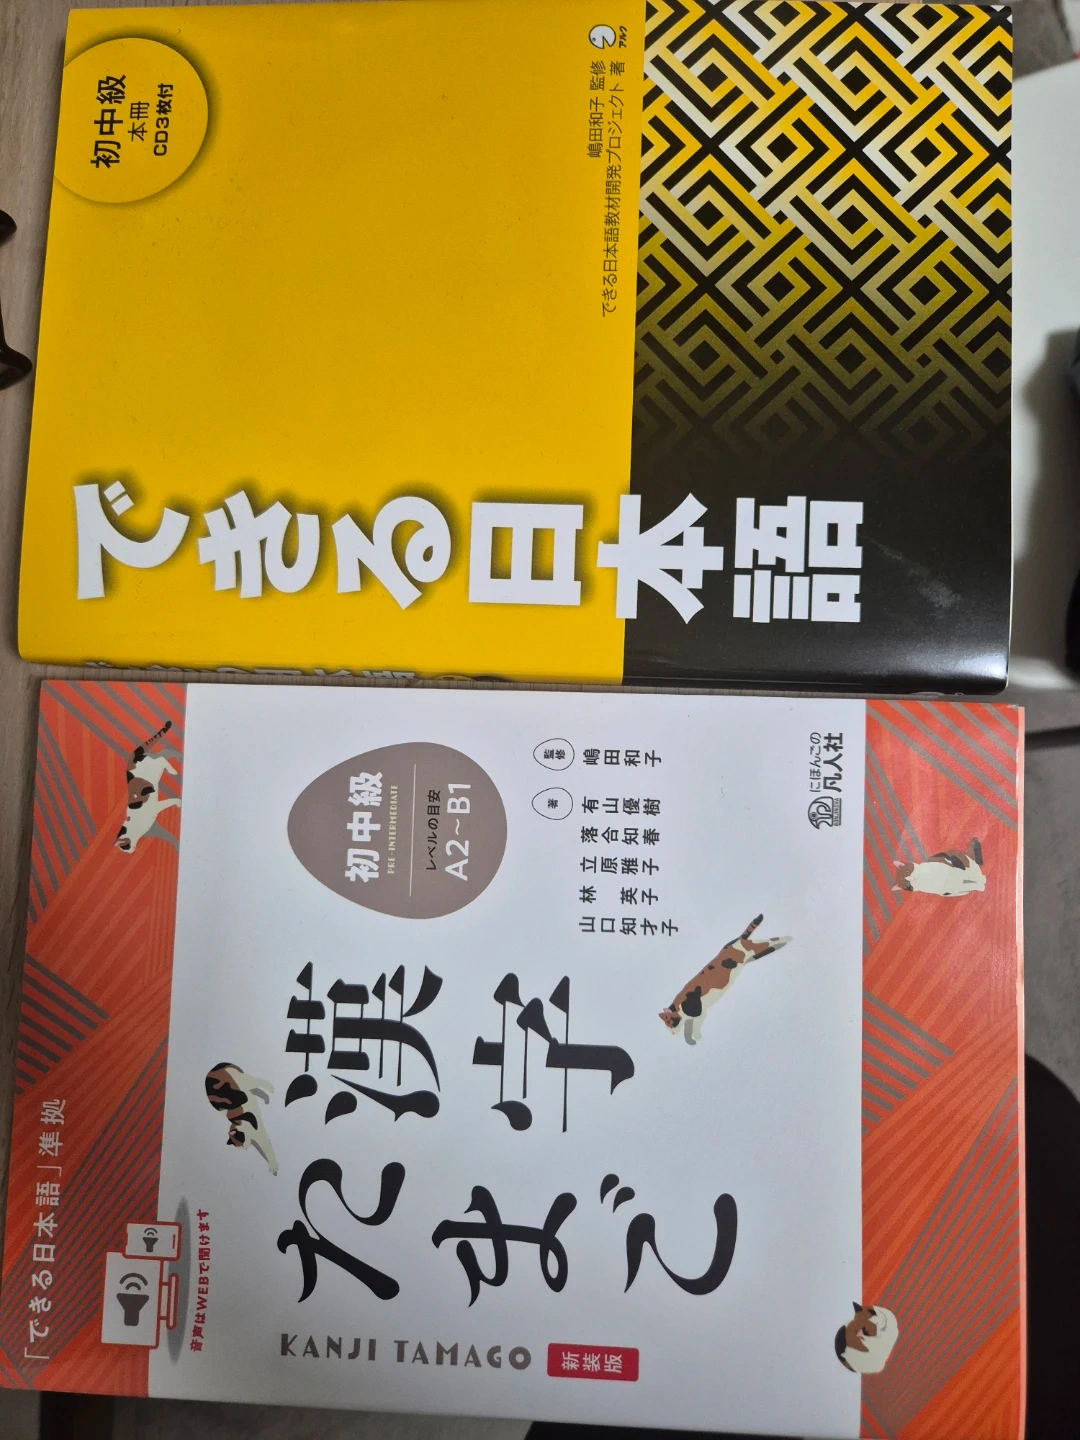 初中級
本冊
CD3枚付
できる日本語
嶋田和子 監修
できる日本語教材開発プロジェクト 著
アルク
「できる日本語」準拠
音声はWEBで聞けます
KANJI TAMAGO
新装版
漢字
たまご
初中級
PRE-INTERMEDIATE
レベルの目安
A2～B1
監修
嶋田和子
著
有山優樹
落合知春
立原雅子
林英子
山口知才子
にほんごの
凡人社